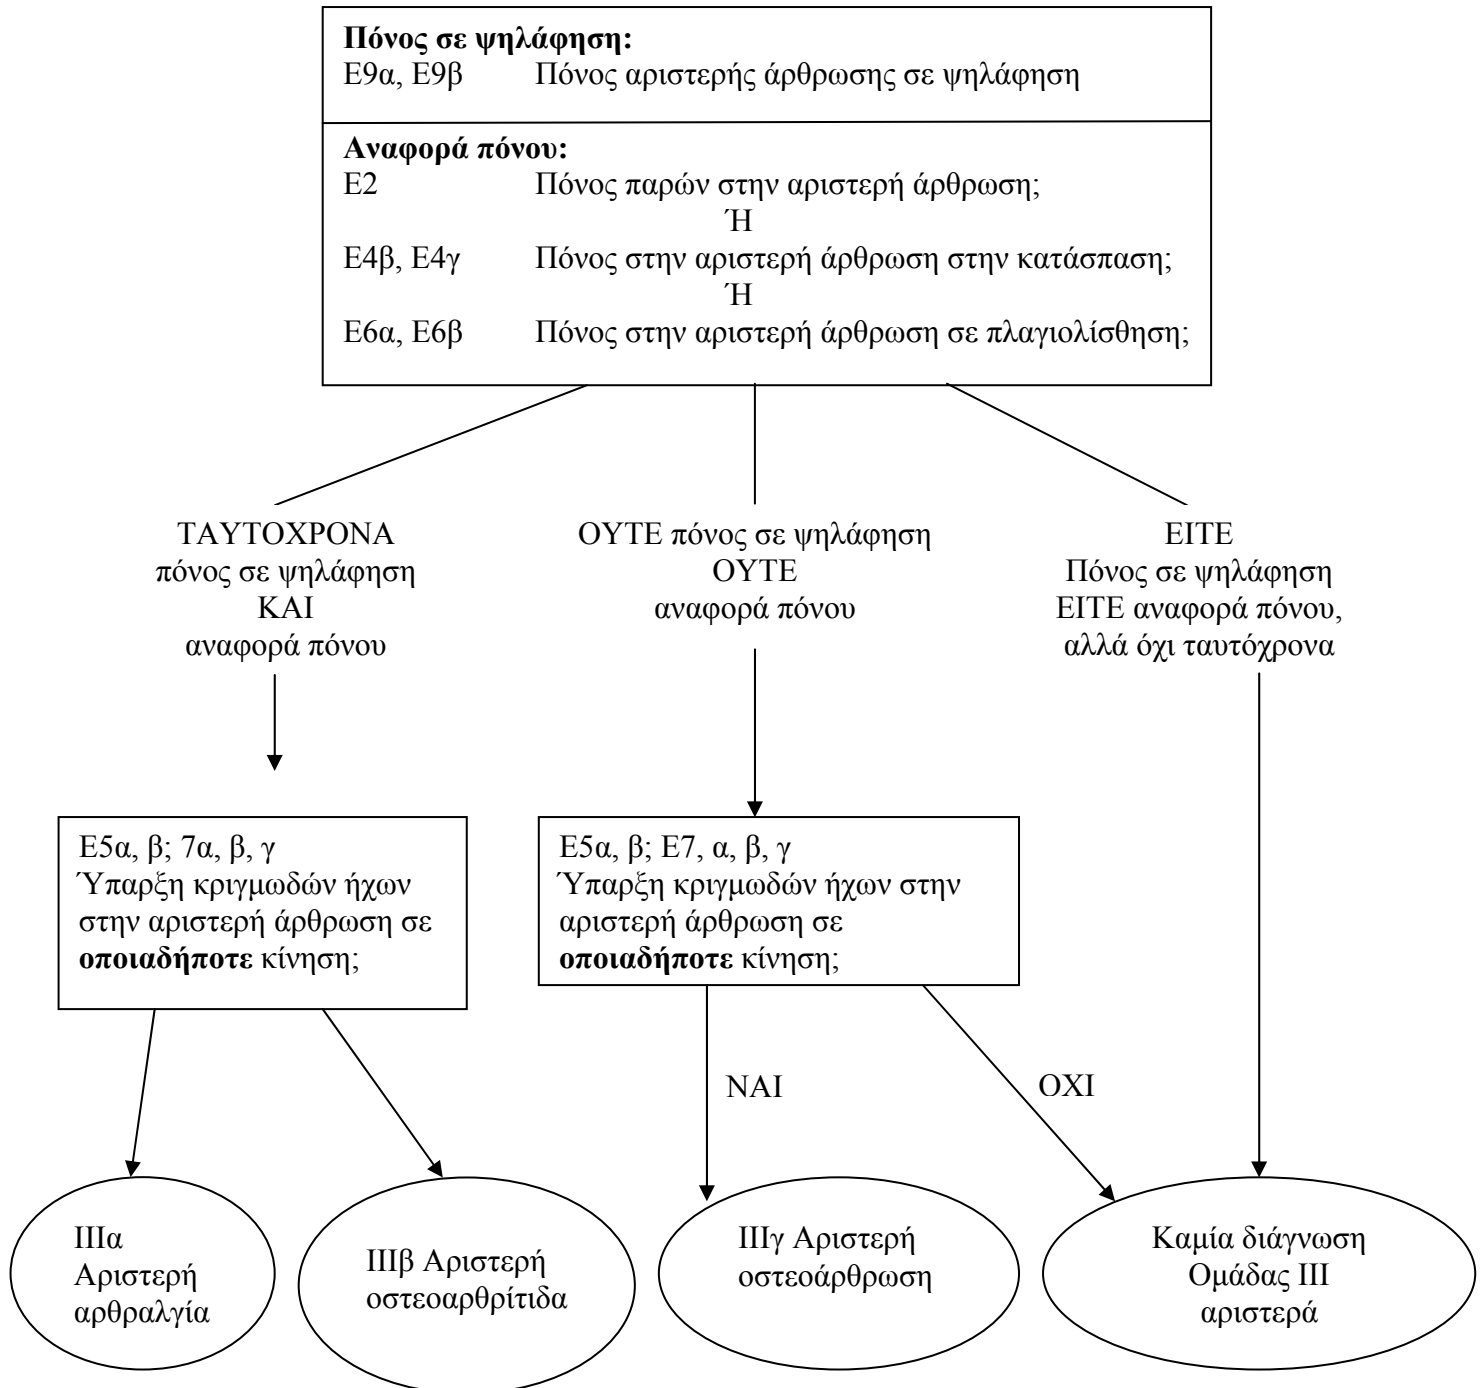 Πόνος σε ψηλάφηση:
Ε9α, Ε9β Πόνος αριστερής άρθρωσης σε ψηλάφηση
Αναφορά πόνου:
Ε2 Πόνος παρών στην αριστερή άρθρωση;
Ή
Ε4β, Ε4γ Πόνος στην αριστερή άρθρωση στην κατάσπαση;
Ή
Ε6α, Ε6β Πόνος στην αριστερή άρθρωση σε πλαγιολίσθηση;
ΤΑΥΤΟΧΡΟΝΑ
πόνος σε ψηλάφηση
ΚΑΙ
αναφορά πόνου
ΟΥΤΕ πόνος σε ψηλάφηση
ΟΥΤΕ
αναφορά πόνου
ΕΙΤΕ
Πόνος σε ψηλάφηση
ΕΙΤΕ αναφορά πόνου,
αλλά όχι ταυτόχρονα
Ε5α, β; 7α, β, γ
Ύπαρξη κριγμωδών ήχων
στην αριστερή άρθρωση σε
οποιαδήποτε κίνηση;
Ε5α, β; Ε7, α, β, γ
Ύπαρξη κριγμωδών ήχων στην
αριστερή άρθρωση σε
οποιαδήποτε κίνηση;
ΝΑΙ
ΟΧΙ
ΙΙΙα
Αριστερή
αρθραλγία
ΙΙΙβ Αριστερή
οστεοαρθρίτιδα
ΙΙΙγ Αριστερή
οστεοάρθρωση
Καμία διάγνωση
Ομάδας ΙΙΙ
αριστερά